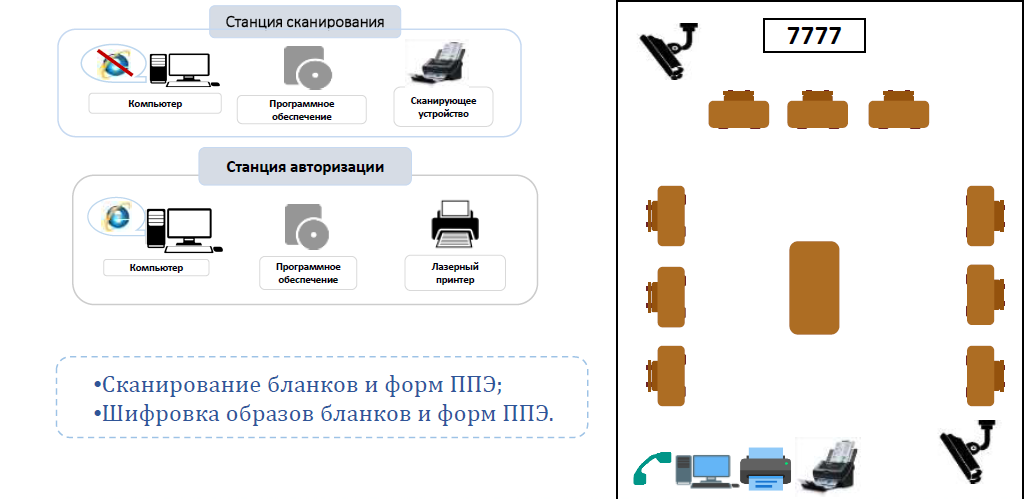 Станция сканирования
Компьютер
Программное
обеспечение
Сканирующее
устройство
Станция авторизации
Компьютер
Программное
обеспечение
Лазерный
принтер
•Сканирование бланков и форм ППЭ;
•Шифровка образов бланков и форм ППЭ.
7777